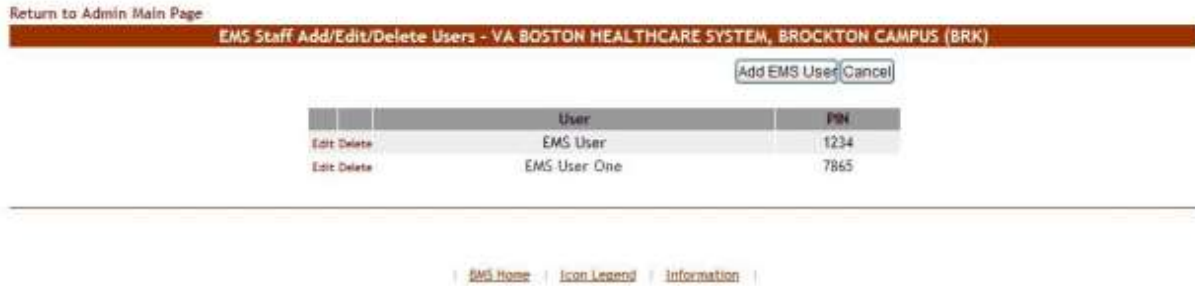 Return to Admin Main Page
EMS Staff Add/Edit/Delete Users - VA BOSTON HEALTHCARE SYSTEM, BROCKTON CAMPUS (BRK)
Add EMS User Cancel
User PIN
Edit Delete EMS User 1234
Edit Delete EMS User One 7865
| BMS Home | Icon Legend | Information |